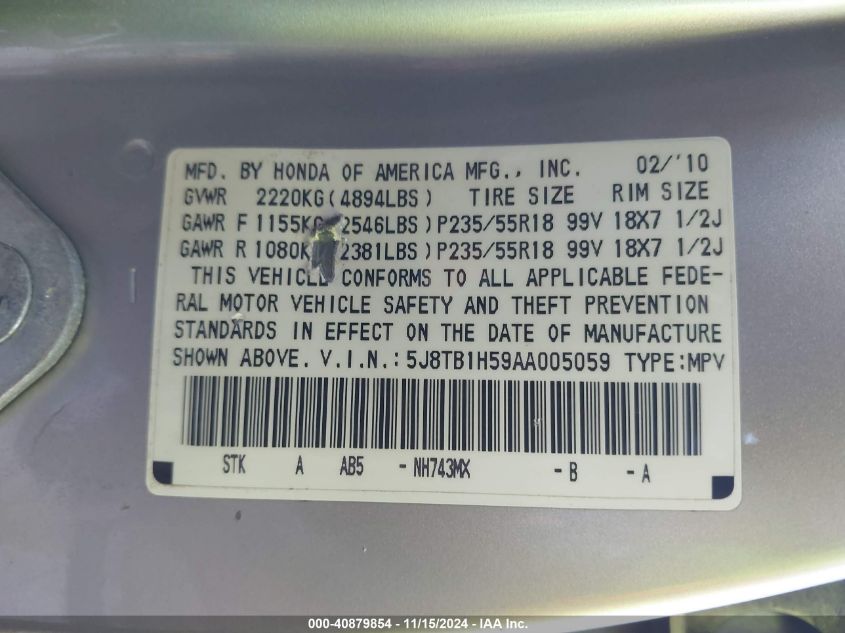 MFD. BY HONDA OF AMERICA MFG., INC. 02/'10
GVWR 2220KG(4894LBS) TIRE SIZE RIM SIZE
GAWR F 1155KG 2546LBS)P235/55R18 99V 18X7 1/2J
GAWR R 1080K 2381LBS)P235/55R18 99V 18X7 1/2J
THIS VEHICLE CONFORMS TO ALL APPLICABLE FEDE-
RAL MOTOR VEHICLE SAFETY AND THEFT PREVENTION
STANDARDS IN EFFECT ON THE DATE OF MANUFACTURE
SHOWN ABOVE. V.I.N.:5J8TB1H59AA005059 TYPE:MPV
STK A AB5 -NH743MX -B -A
000-40879854 - 11/15/2024 - IAA Inc.